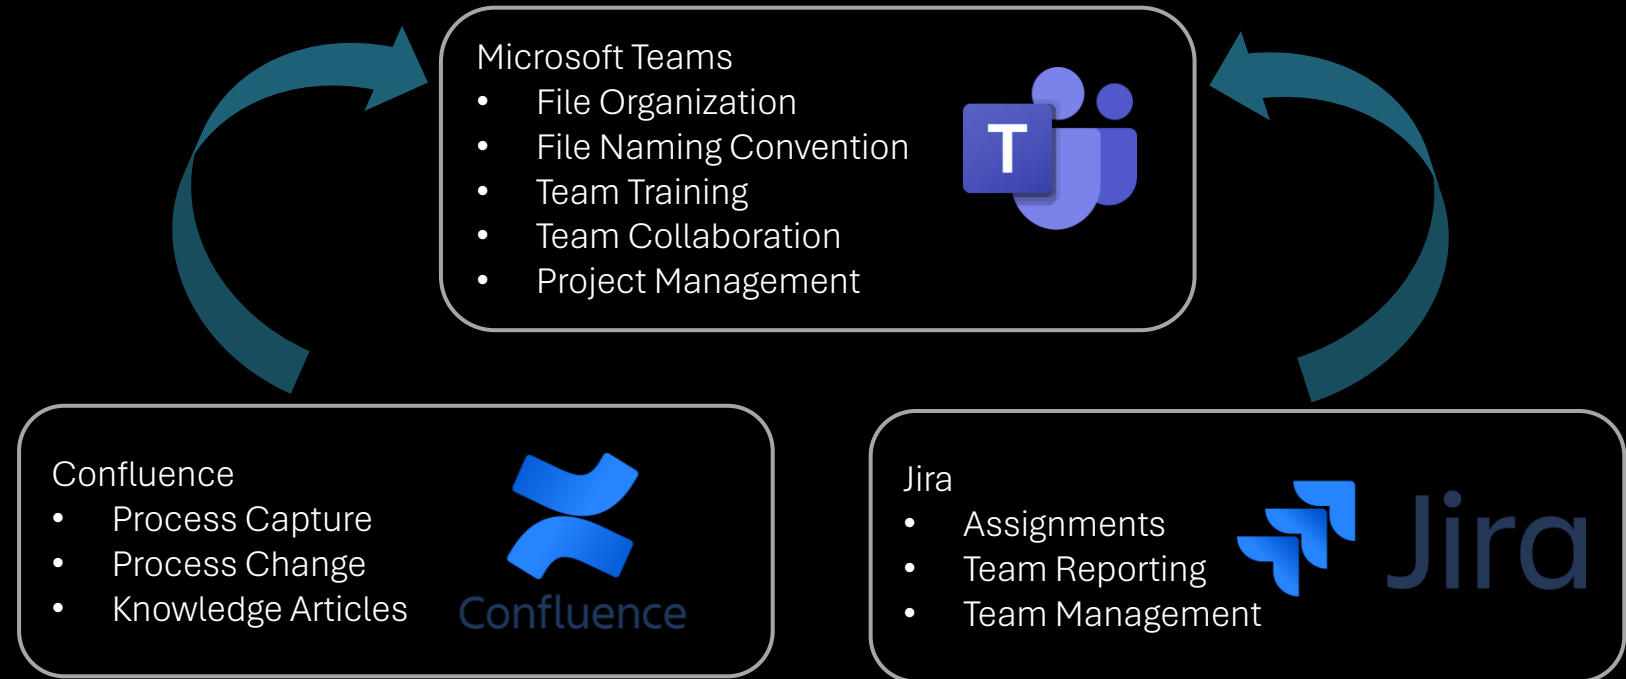 Microsoft Teams
• File Organization
• File Naming Convention
• Team Training
• Team Collaboration
• Project Management
T
Confluence
• Process Capture
• Process Change
• Knowledge Articles
Confluence
Jira
• Assignments
• Team Reporting
• Team Management
Jira